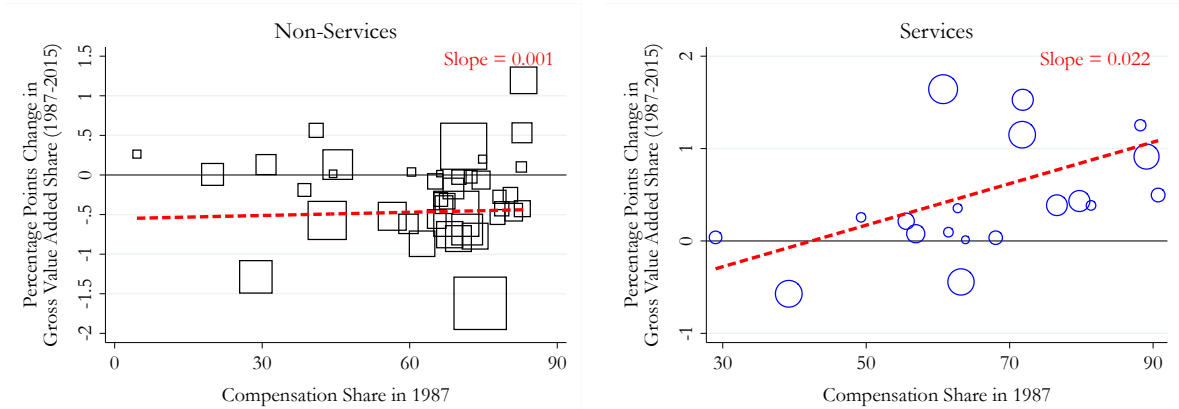 Non-Services
Slope = 0.001
Percentage Points Change in
Gross Value Added Share (1987-2015)
1.5
1
.5
0
-.5
-1
-1.5
-2
0 30 60 90
Compensation Share in 1987
Services
Slope = 0.022
Percentage Points Change in
Gross Value Added Share (1987-2015)
2
1
0
-1
30 50 70 90
Compensation Share in 1987